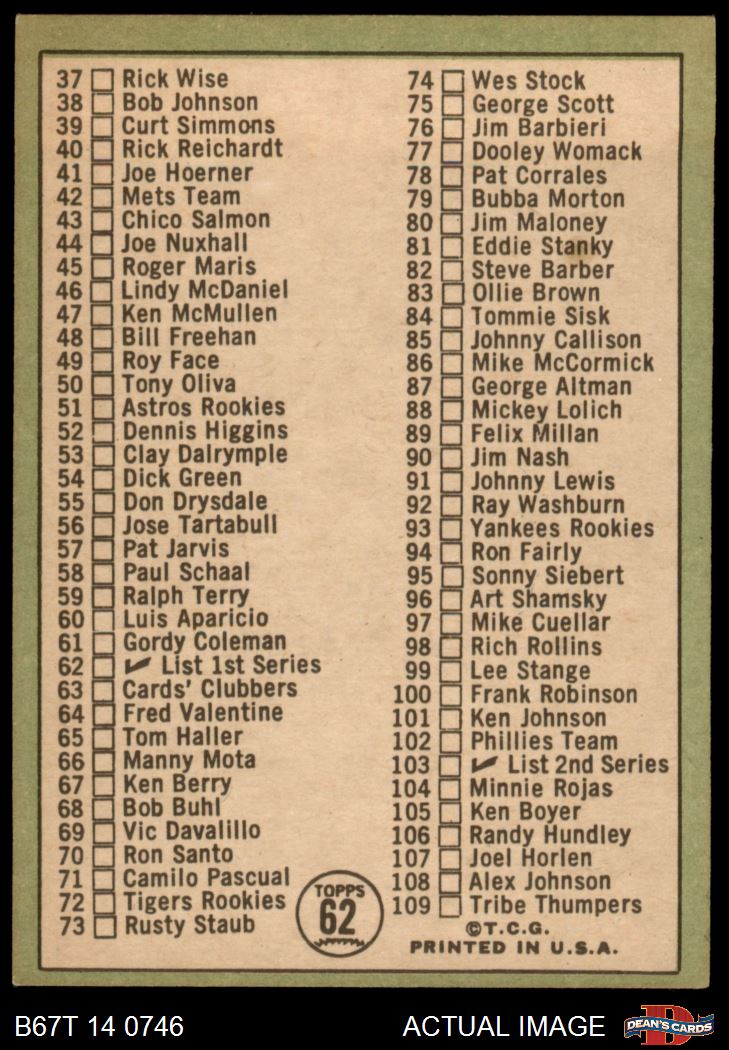 37 Rick Wise
38 Bob Johnson
39 Curt Simmons
40 Rick Reichardt
41 Joe Hoerner
42 Mets Team
43 Chico Salmon
44 Joe Nuxhall
45 Roger Maris
46 Lindy McDaniel
47 Ken McMullen
48 Bill Freehan
49 Roy Face
50 Tony Oliva
51 Astros Rookies
52 Dennis Higgins
53 Clay Dalrymple
54 Dick Green
55 Don Drysdale
56 Jose Tartabull
57 Pat Jarvis
58 Paul Schaal
59 Ralph Terry
60 Luis Aparicio
61 Gordy Coleman
62 ✓ List 1st Series
63 Cards' Clubbers
64 Fred Valentine
65 Tom Haller
66 Manny Mota
67 Ken Berry
68 Bob Buhl
69 Vic Davalillo
70 Ron Santo
71 Camilo Pascual
72 Tigers Rookies
73 Rusty Staub
TOPPS
62
74 Wes Stock
75 George Scott
76 Jim Barbieri
77 Dooley Womack
78 Pat Corrales
79 Bubba Morton
80 Jim Maloney
81 Eddie Stanky
82 Steve Barber
83 Ollie Brown
84 Tommie Sisk
85 Johnny Callison
86 Mike McCormick
87 George Altman
88 Mickey Lolich
89 Felix Millan
90 Jim Nash
91 Johnny Lewis
92 Ray Washburn
93 Yankees Rookies
94 Ron Fairly
95 Sonny Siebert
96 Art Shamsky
97 Mike Cuellar
98 Rich Rollins
99 Lee Stange
100 Frank Robinson
101 Ken Johnson
102 Phillies Team
103 ✓ List 2nd Series
104 Minnie Rojas
105 Ken Boyer
106 Randy Hundley
107 Joel Horlen
108 Alex Johnson
109 Tribe Thumpers
©T.C.G.
PRINTED IN U.S.A.
B67T 14 0746
ACTUAL IMAGE
D
DEAN'S CARDS